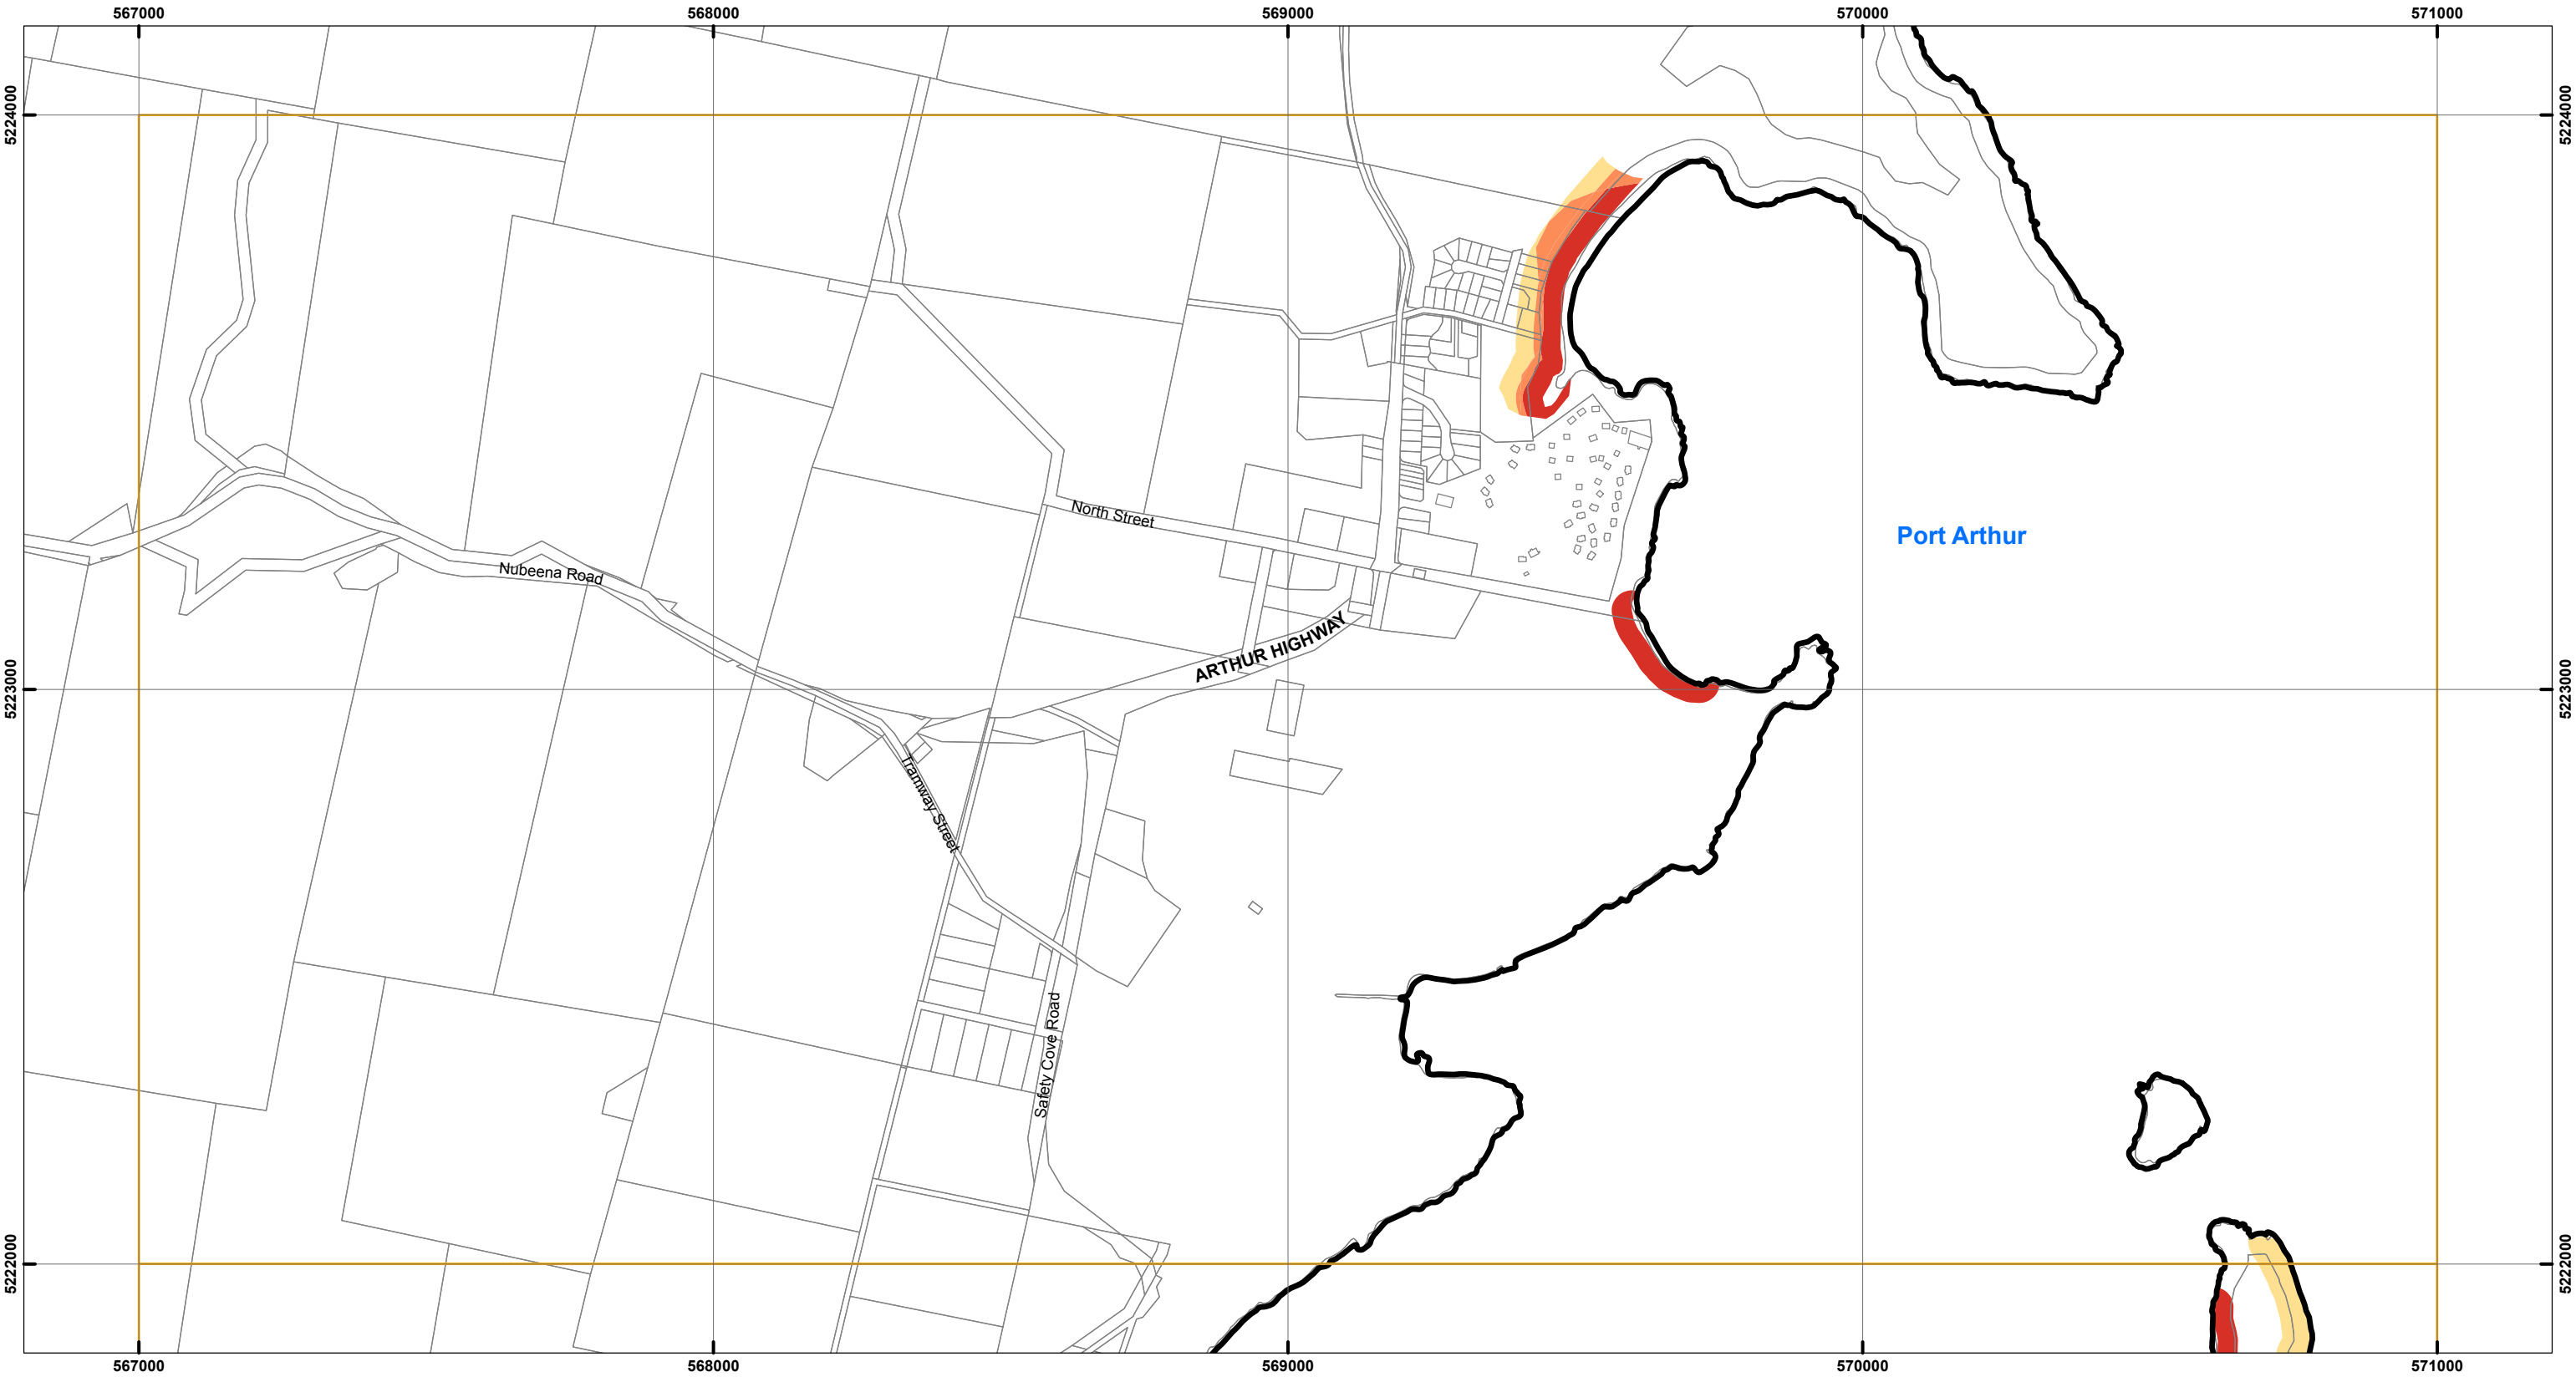 567000 568000 569000 570000 571000
5224000 5224000
North Street
Port Arthur
Nubeena Road
ARTHUR HIGHWAY
5223000 5223000
Tramway Street
Safety Cove Road
5222000 5222000
567000 568000 569000 570000 571000